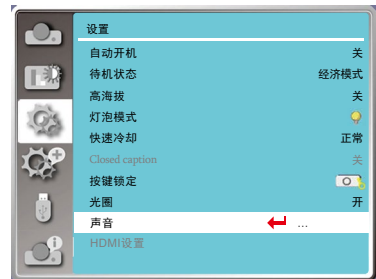 设置
自动开机 关
待机状态 经济模式
高海拔 关
灯泡模式
快速冷却 正常
Closed caption 关
按键锁定
光圈 开
声音 ...
HDMI设置